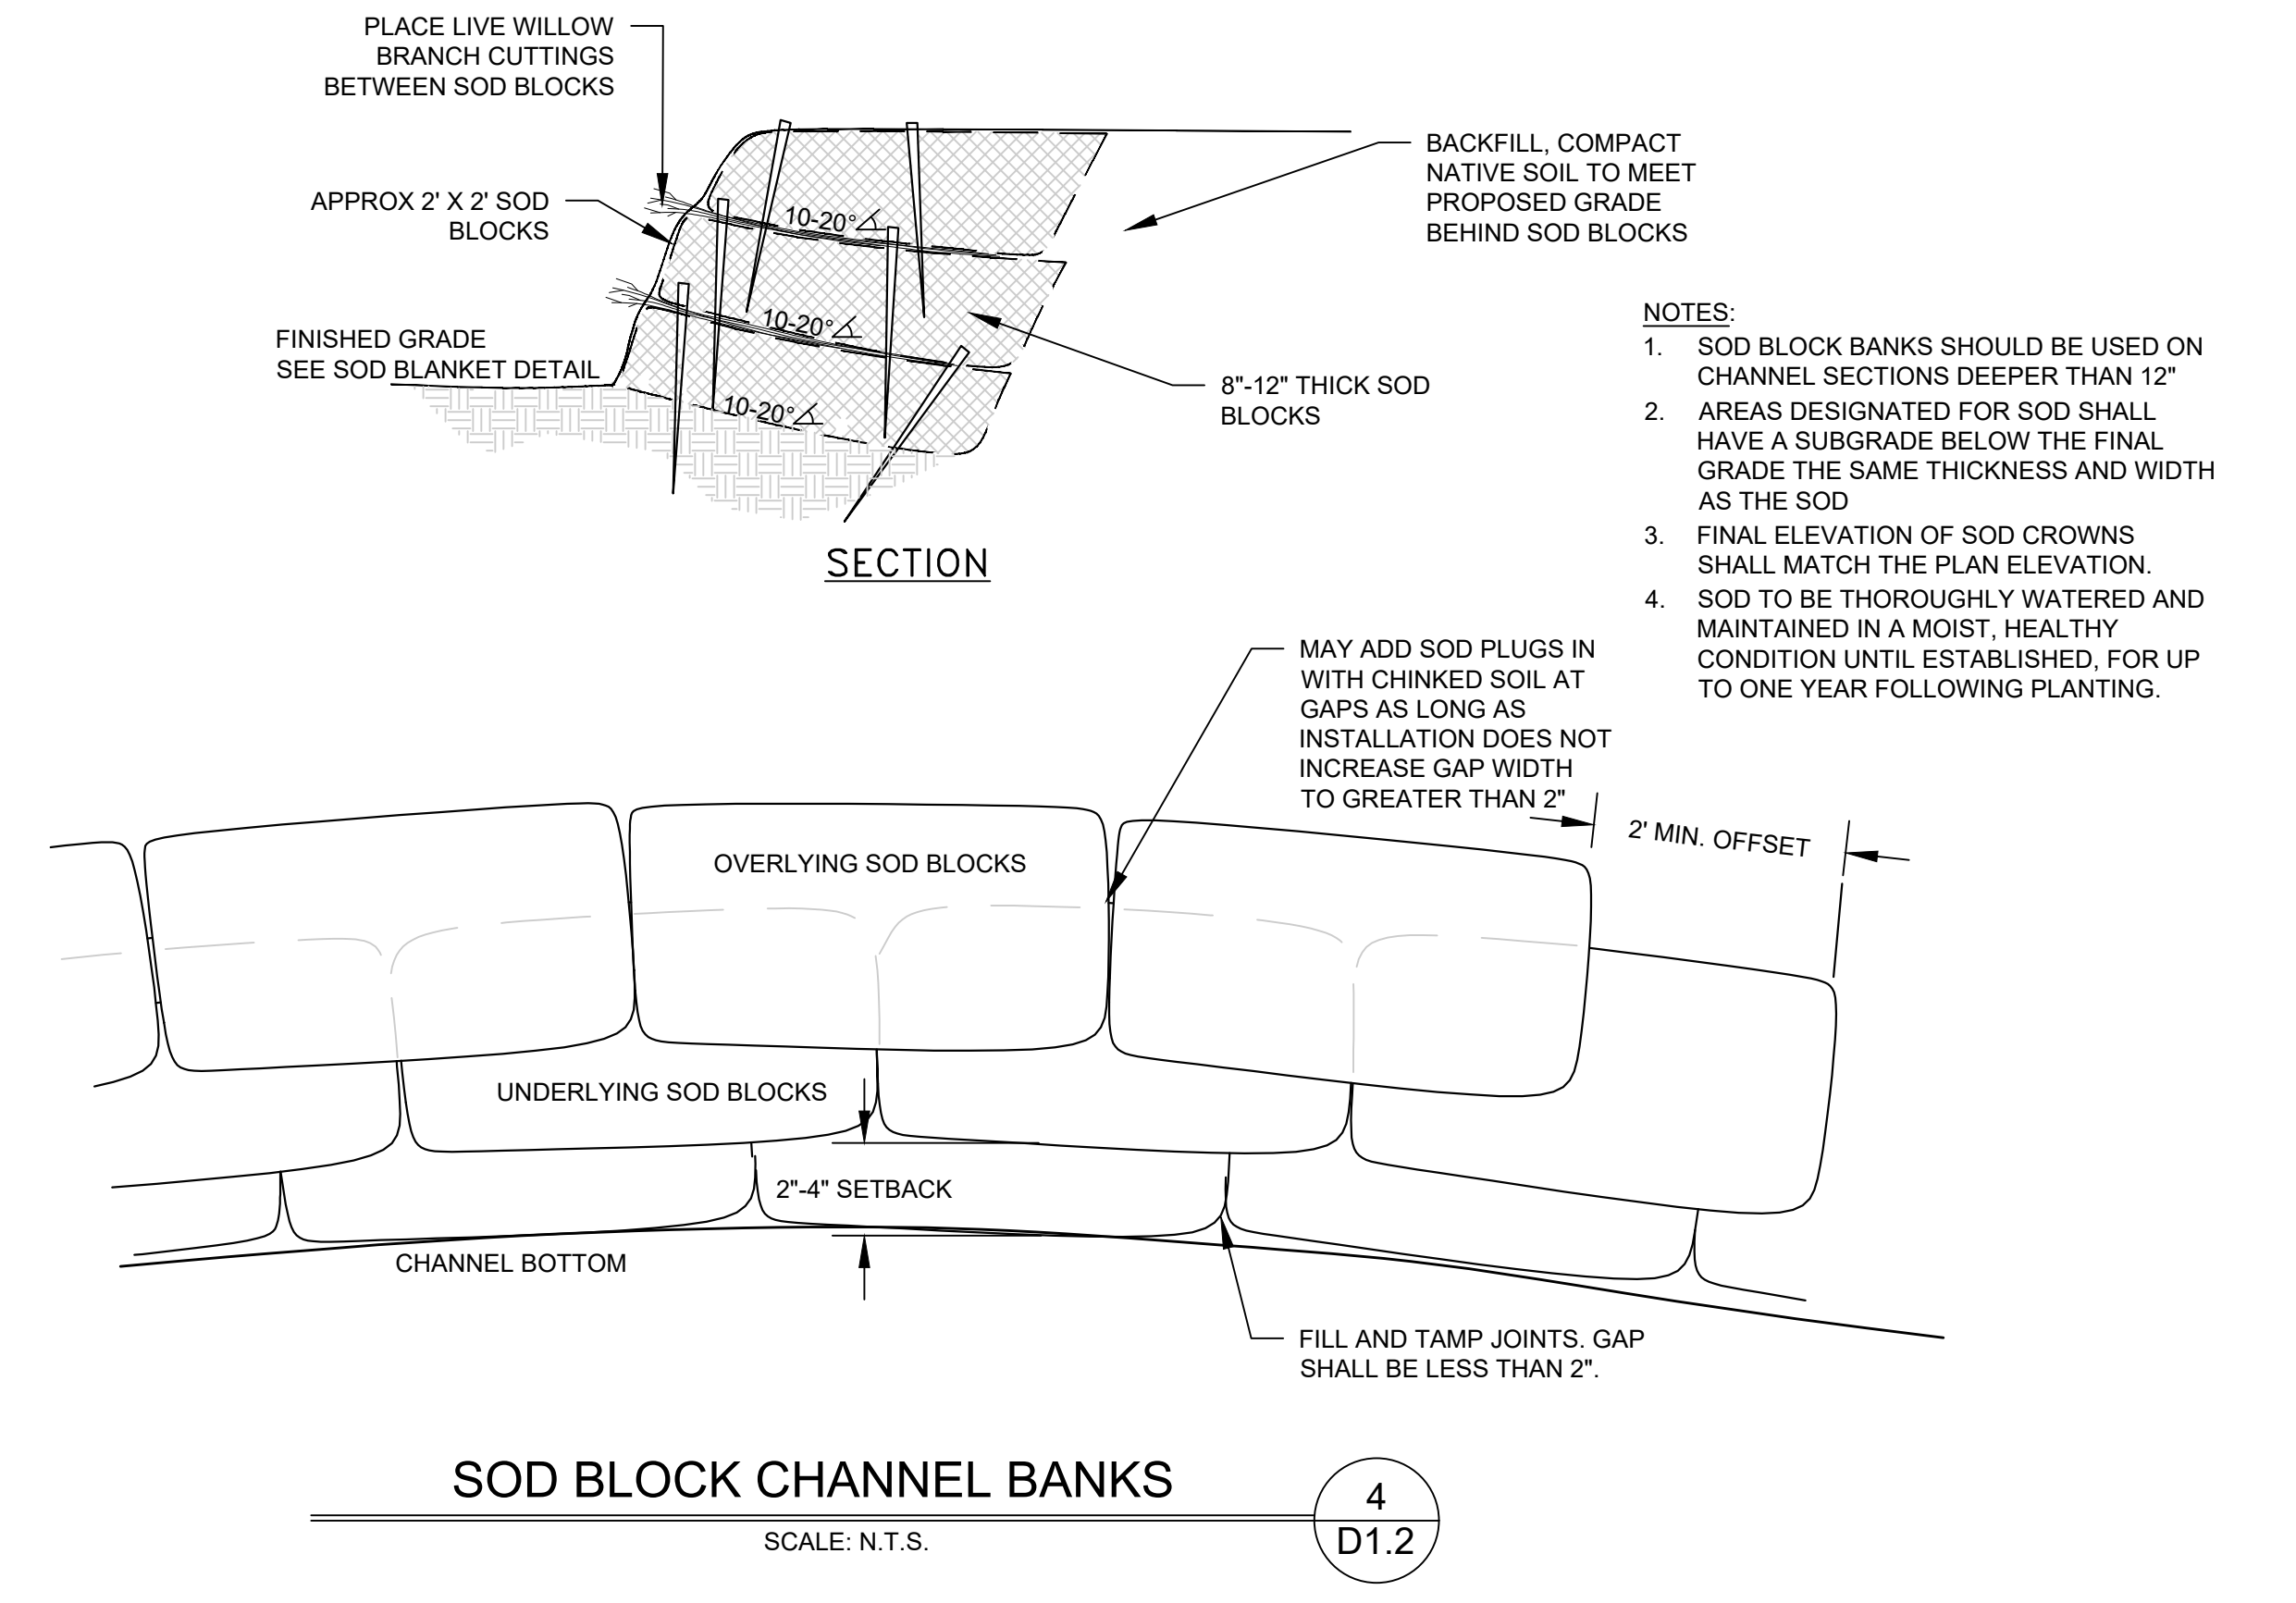 PLACE LIVE WILLOW
BRANCH CUTTINGS
BETWEEN SOD BLOCKS
APPROX 2' X 2' SOD
BLOCKS
FINISHED GRADE
SEE SOD BLANKET DETAIL
10-20°
10-20°
10-20°
BACKFILL, COMPACT
NATIVE SOIL TO MEET
PROPOSED GRADE
BEHIND SOD BLOCKS
8"-12" THICK SOD
BLOCKS
SECTION
NOTES:
1. SOD BLOCK BANKS SHOULD BE USED ON
CHANNEL SECTIONS DEEPER THAN 12"
2. AREAS DESIGNATED FOR SOD SHALL
HAVE A SUBGRADE BELOW THE FINAL
GRADE THE SAME THICKNESS AND WIDTH
AS THE SOD
3. FINAL ELEVATION OF SOD CROWNS
SHALL MATCH THE PLAN ELEVATION.
4. SOD TO BE THOROUGHLY WATERED AND
MAINTAINED IN A MOIST, HEALTHY
CONDITION UNTIL ESTABLISHED, FOR UP
TO ONE YEAR FOLLOWING PLANTING.
MAY ADD SOD PLUGS IN
WITH CHINKED SOIL AT
GAPS AS LONG AS
INSTALLATION DOES NOT
INCREASE GAP WIDTH
TO GREATER THAN 2"
2' MIN. OFFSET
OVERLYING SOD BLOCKS
UNDERLYING SOD BLOCKS
2"-4" SETBACK
CHANNEL BOTTOM
FILL AND TAMP JOINTS. GAP
SHALL BE LESS THAN 2".
SOD BLOCK CHANNEL BANKS
SCALE: N.T.S.
4
D1.2